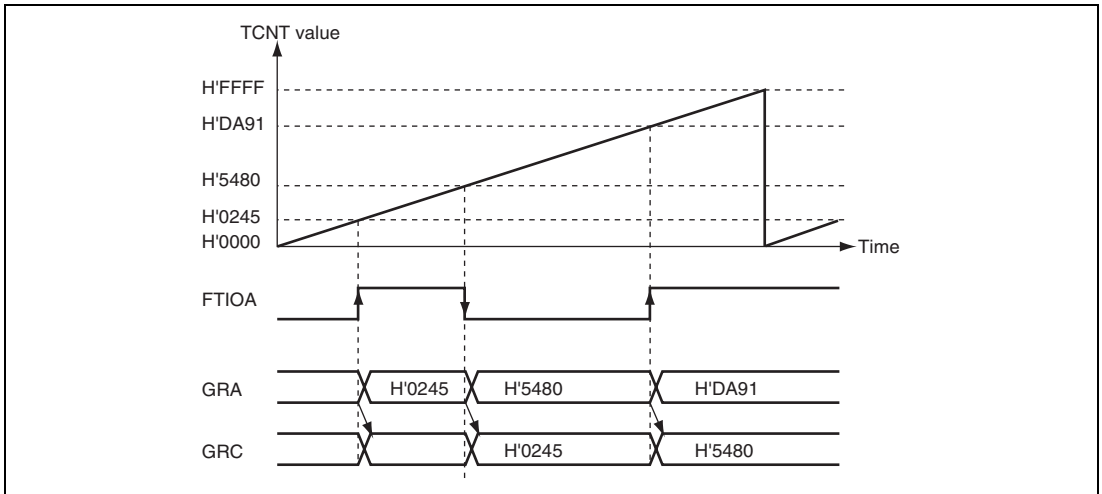 TCNT value
H'FFFF
H'DA91
H'5480
H'0245
H'0000
Time
FTIOA
GRA H'0245 H'5480 H'DA91
GRC H'0245 H'5480